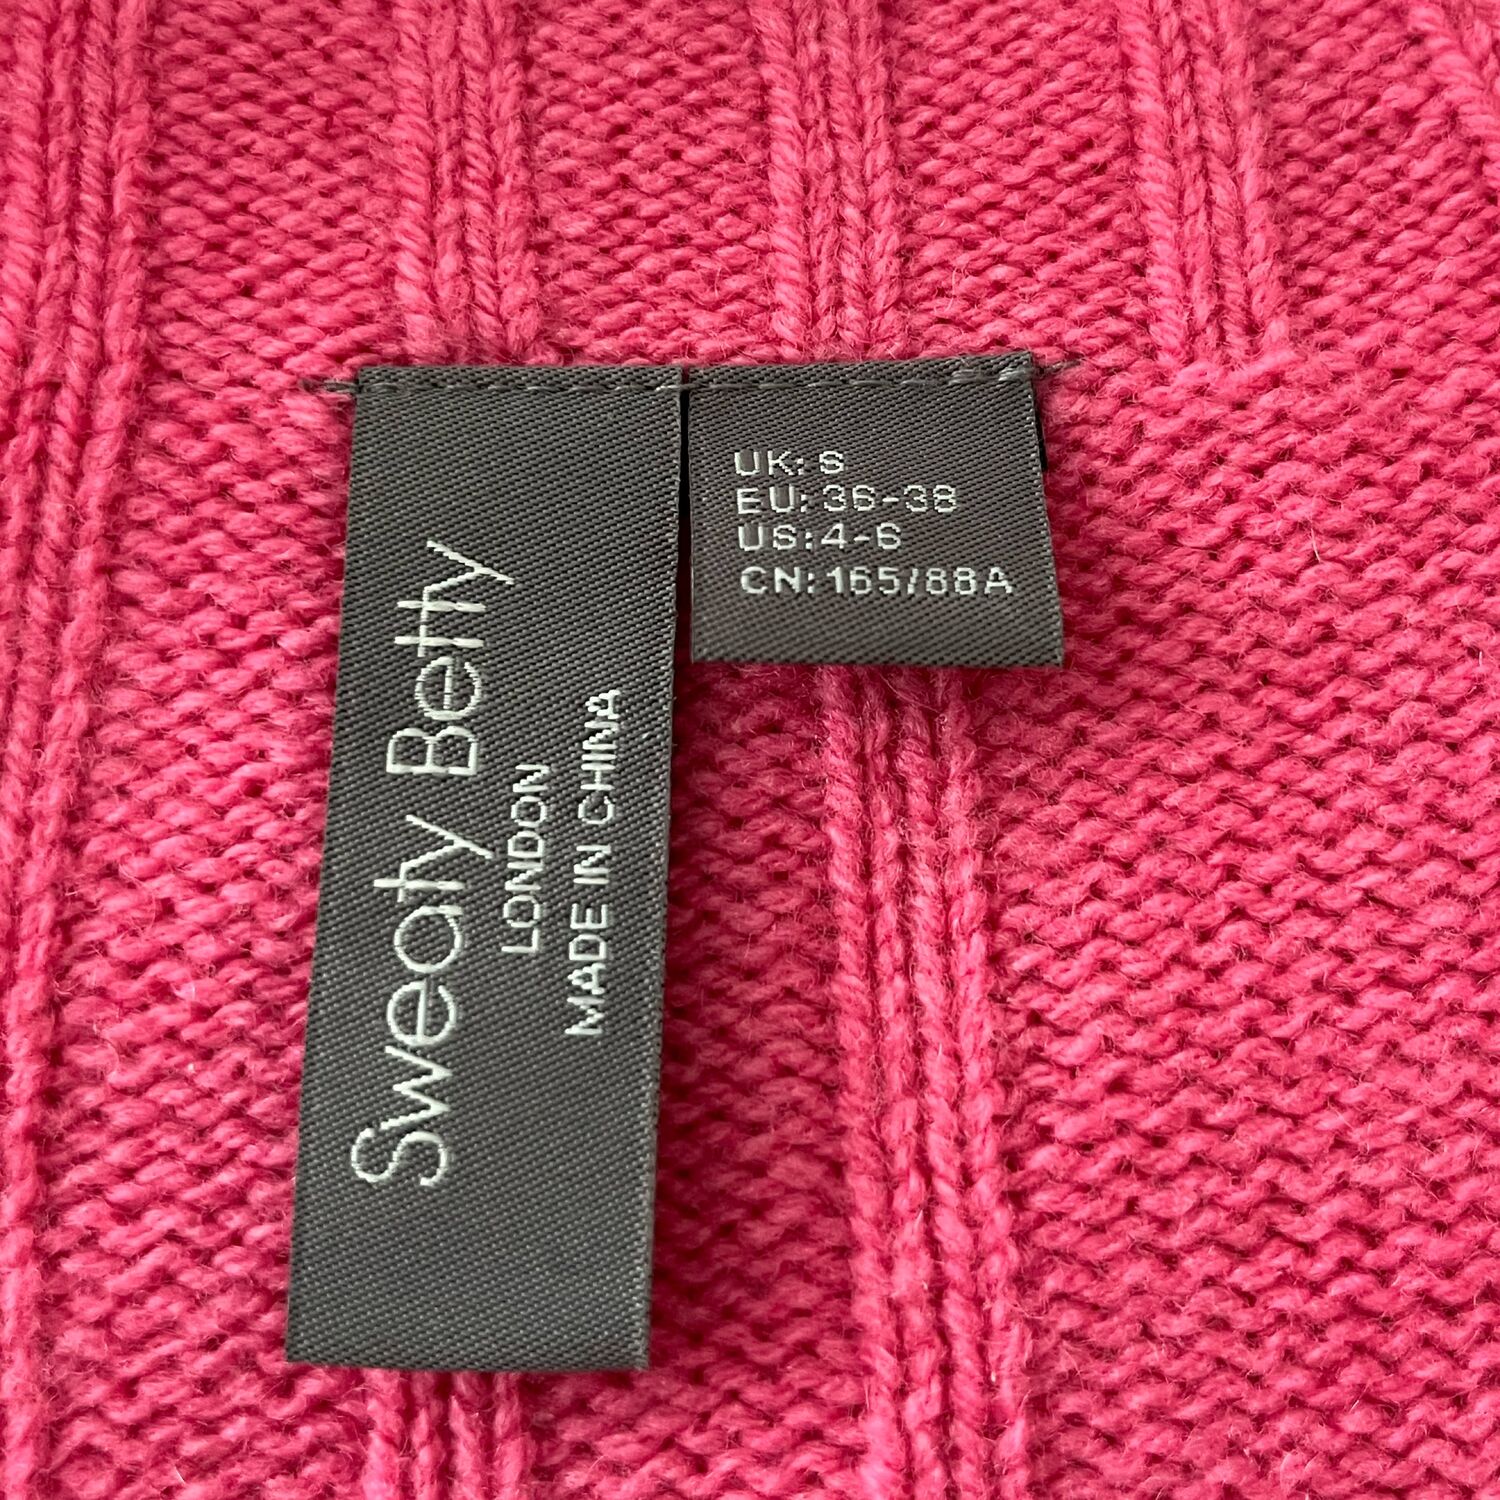 Sweaty Betty
LONDON
MADE IN CHINA
UK: S
EU: 36-38
US: 4-6
CN: 165/88A